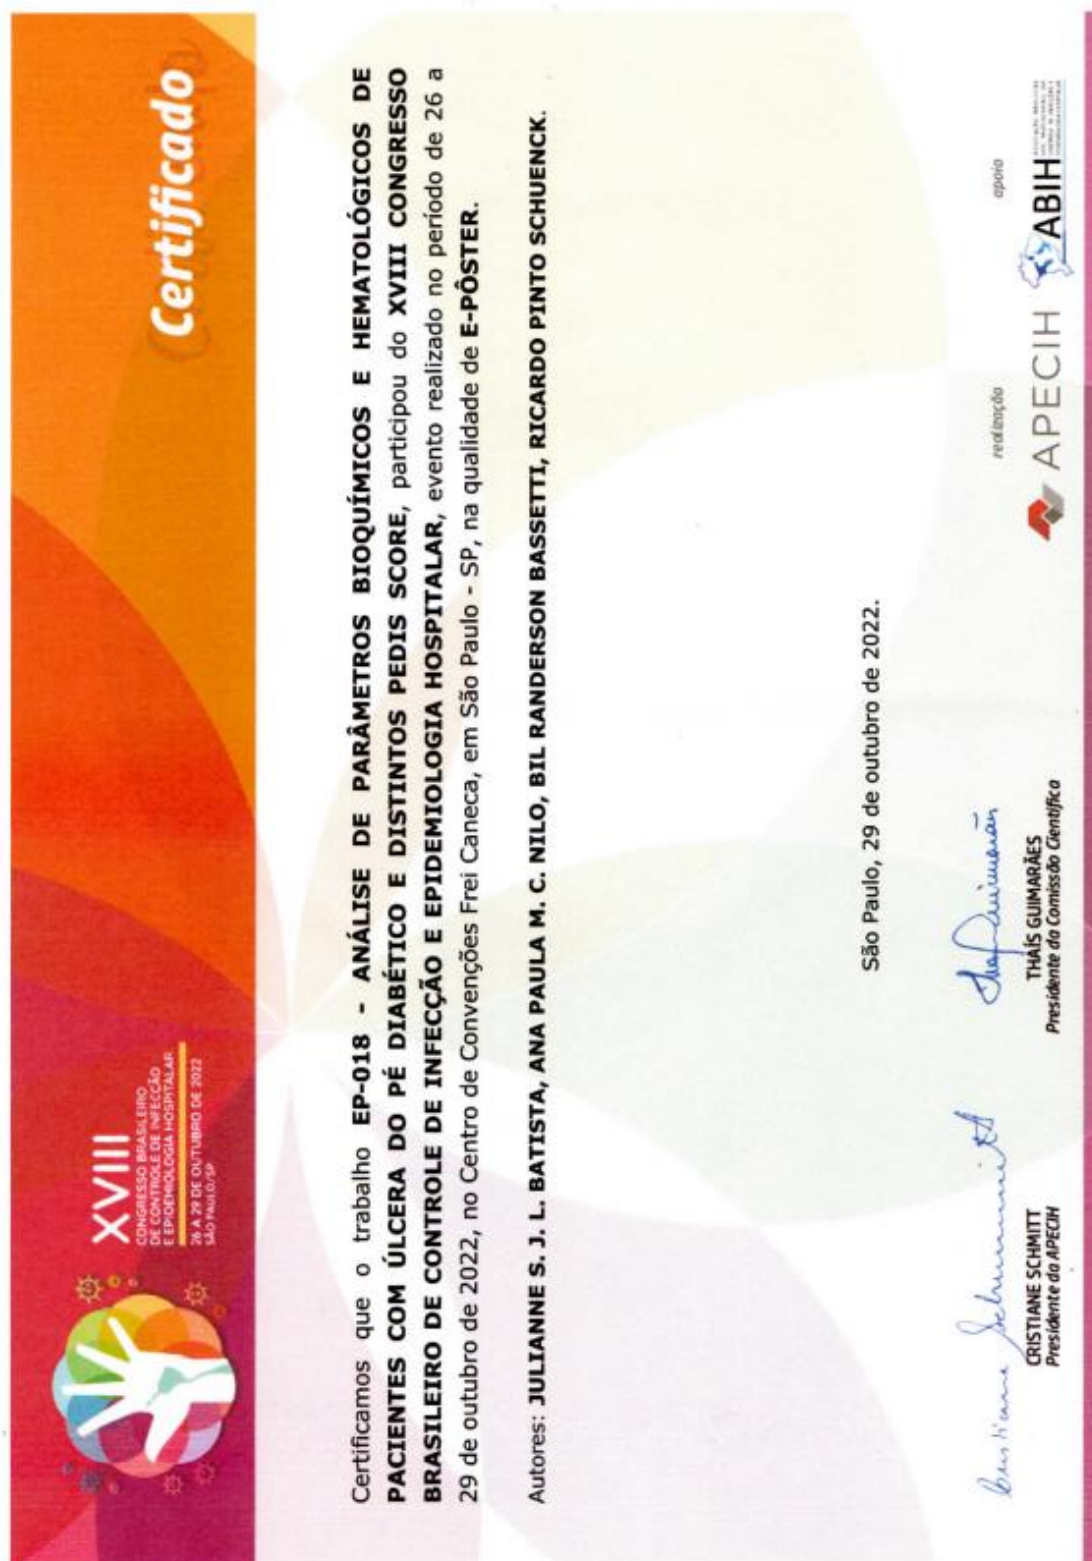 XVIII
CONGRESSO BRASILEIRO
DE CONTROLE DE INFECÇÃO
E EPIDEMIOLOGIA HOSPITALAR
26 A 29 DE OUTUBRO DE 2022
SÃO PAULO/SP
Certificado
Certificamos que o trabalho EP-018 - ANÁLISE DE PARÂMETROS BIOQUÍMICOS E HEMATOLÓGICOS DE
PACIENTES COM ÚLCERA DO PÉ DIABÉTICO E DISTINTOS PEDIS SCORE, participou do XVIII CONGRESSO
BRASILEIRO DE CONTROLE DE INFECÇÃO E EPIDEMIOLOGIA HOSPITALAR, evento realizado no período de 26 a
29 de outubro de 2022, no Centro de Convenções Frei Caneca, em São Paulo - SP, na qualidade de E-PÔSTER.
Autores: JULIANNE S. J. L. BATISTA, ANA PAULA M. C. NILO, BIL RANDERSON BASSETTI, RICARDO PINTO SCHUENCK.
São Paulo, 29 de outubro de 2022.
Cristiane Schmitt
CRISTIANE SCHMITT
Presidente da APECIH
THAÍS GUIMARÃES
Presidente da Comissão Científica
realização
APECIH
apoio
ABIH